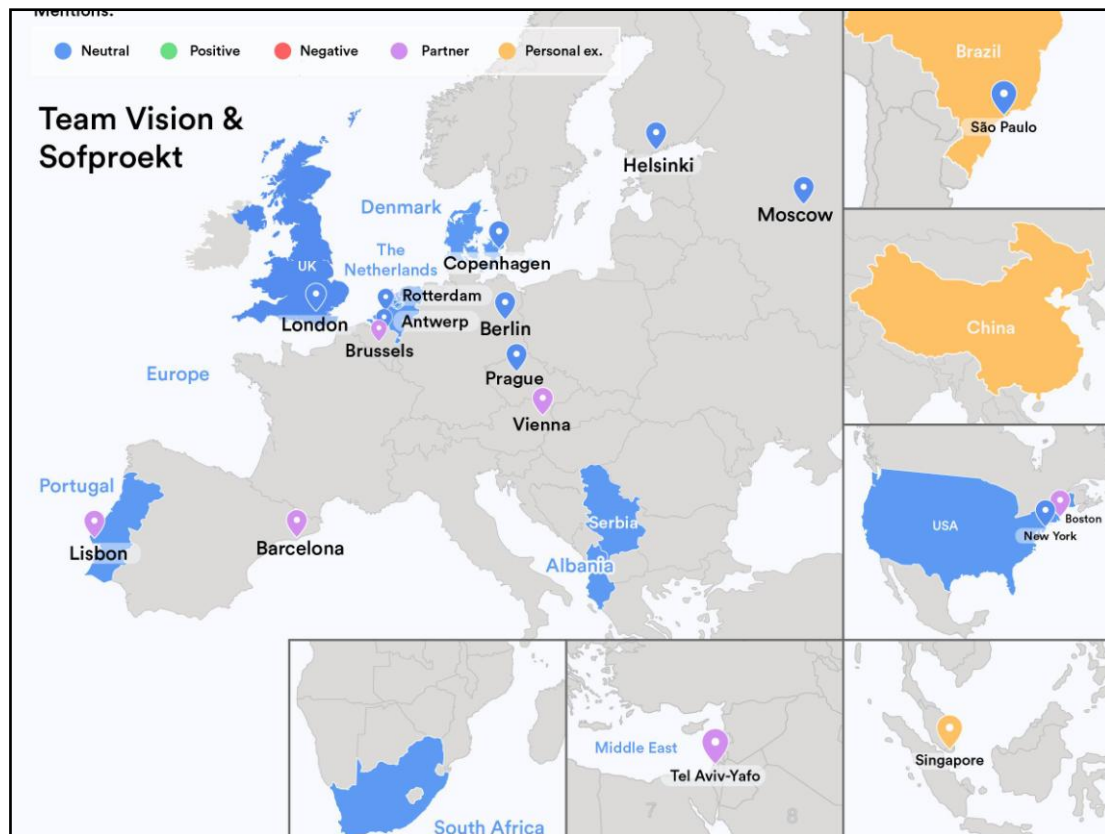 Mentions:
Neutral
Positive
Negative
Partner
Personal ex.
Team Vision &
Sofproekt
Helsinki
Moscow
Denmark
Copenhagen
The
Netherlands
UK
London
Rotterdam
Antwerp
Brussels
Berlin
Europe
Prague
Vienna
Portugal
Lisbon
Barcelona
Serbia
Albania
Brazil
São Paulo
China
USA
Boston
New York
South Africa
Middle East
Tel Aviv-Yafo
7
8
Singapore